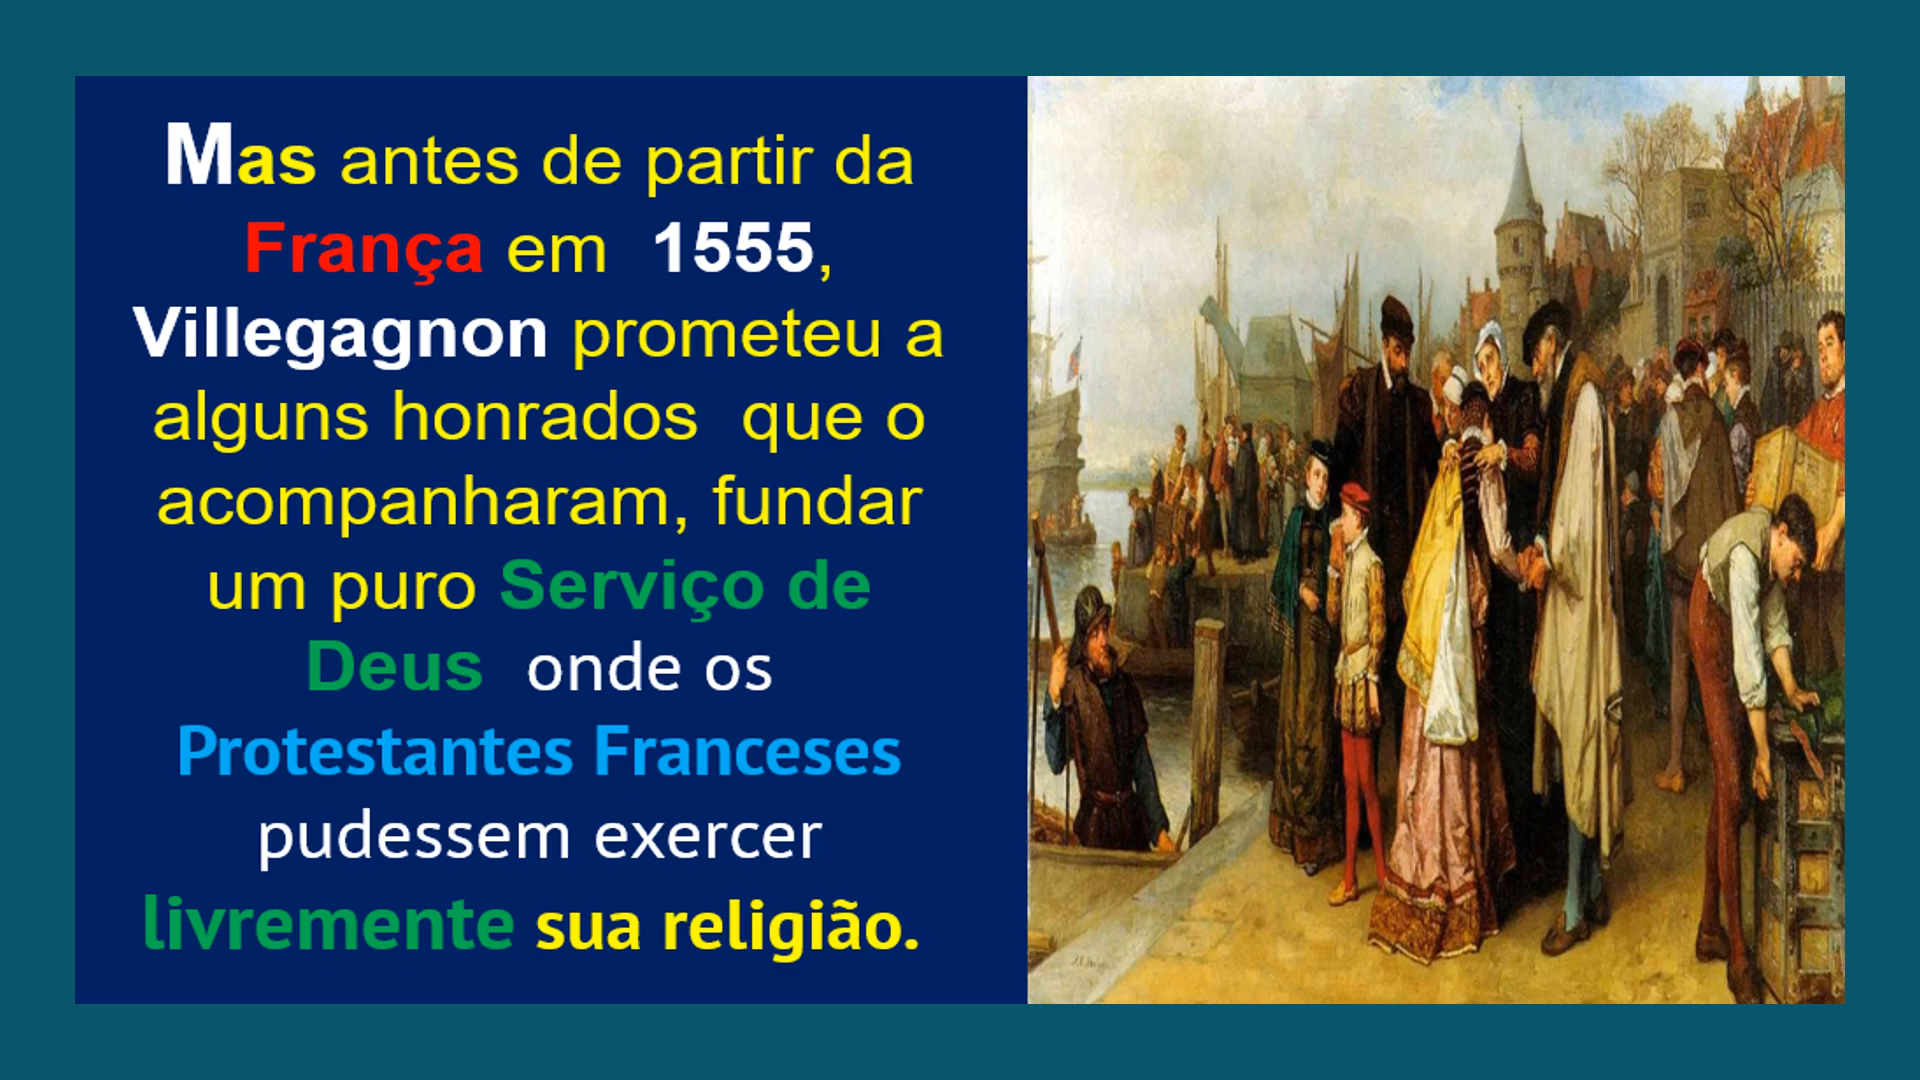 Mas antes de partir da
França em 1555,
Villegagnon prometeu a
alguns honrados que o
acompanharam, fundar
um puro Serviço de
Deus onde os
Protestantes Franceses
pudessem exercer
livremente sua religião.